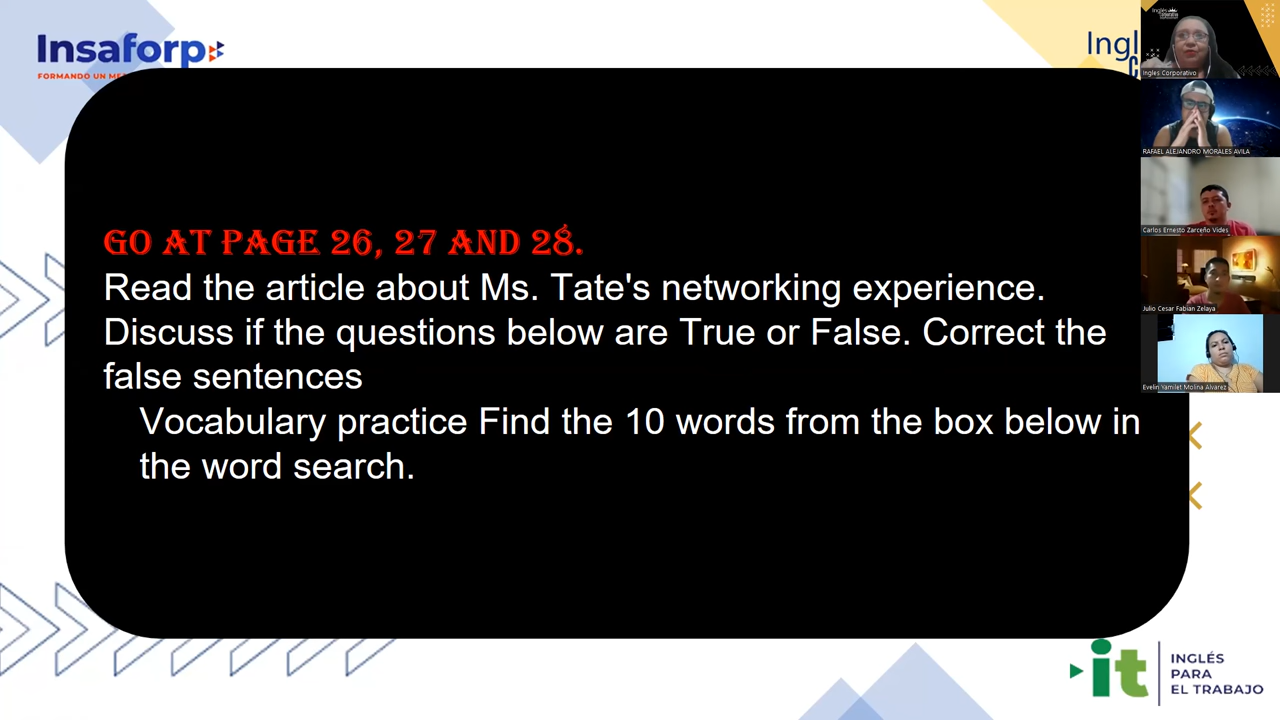 Insaforp
FORMANDO UN ME
Ingl
C
GO AT PAGE 26, 27 AND 28.
Read the article about Ms. Tate's networking experience.
Discuss if the questions below are True or False. Correct the
false sentences
Vocabulary practice Find the 10 words from the box below in
the word search.
Inglés Corporativo
RAFAEL ALEJANDRO MORALES AVILA
Carlos Ernesto Zarceño Vides
Julio Cesar Fabian Zelaya
Evelin Yamilet Molina Alvarez
it
INGLÉS
PARA
EL TRABAJO